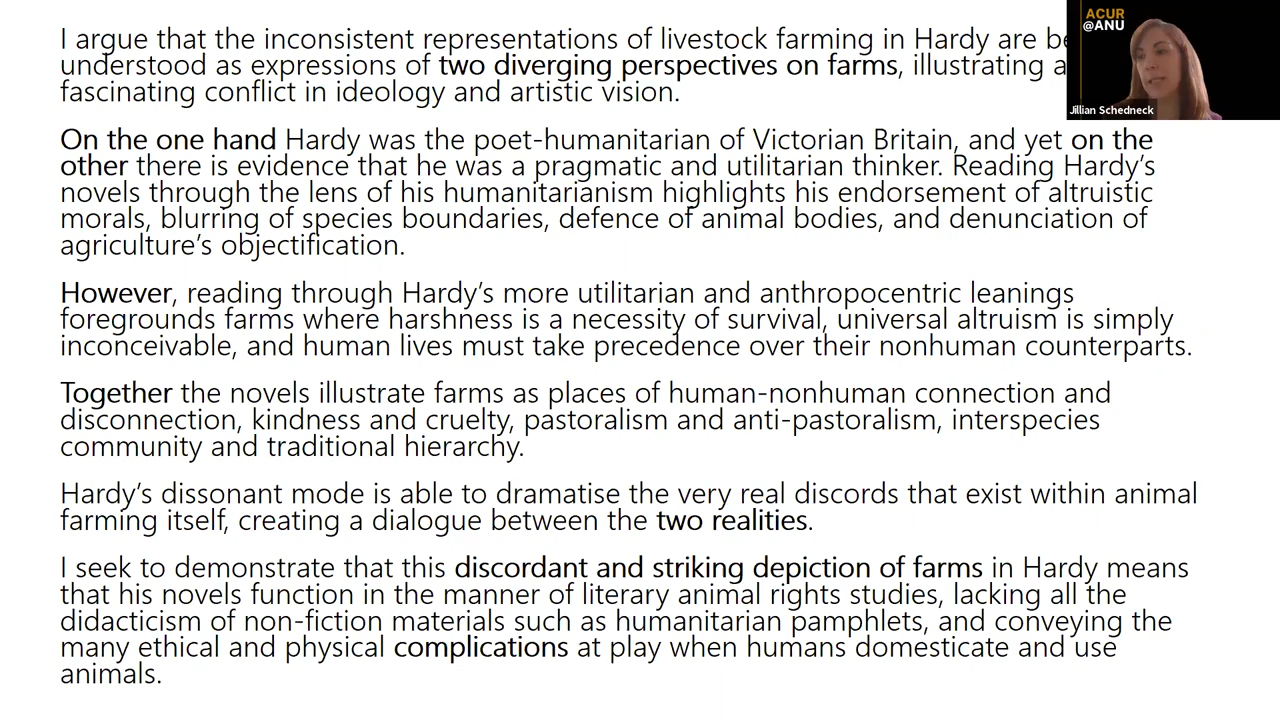 I argue that the inconsistent representations of livestock farming in Hardy are
understood as expressions of two diverging perspectives on farms, illustrating a
fascinating conflict in ideology and artistic vision.
On the one hand Hardy was the poet-humanitarian of Victorian Britain, and yet on the
other there is evidence that he was a pragmatic and utilitarian thinker. Reading Hardy’s
novels through the lens of his humanitarianism highlights his endorsement of altruistic
morals, blurring of species boundaries, defence of animal bodies, and denunciation of
agriculture’s objectification.
However, reading through Hardy’s more utilitarian and anthropocentric leanings
foregrounds farms where harshness is a necessity of survival, universal altruism is simply
inconceivable, and human lives must take precedence over their nonhuman counterparts.
Together the novels illustrate farms as places of human-nonhuman connection and
disconnection, kindness and cruelty, pastoralism and anti-pastoralism, interspecies
community and traditional hierarchy.
Hardy’s dissonant mode is able to dramatise the very real discords that exist within animal
farming itself, creating a dialogue between the two realities.
I seek to demonstrate that this discordant and striking depiction of farms in Hardy means
that his novels function in the manner of literary animal rights studies, lacking all the
didacticism of non-fiction materials such as humanitarian pamphlets, and conveying the
many ethical and physical complications at play when humans domesticate and use
animals.
ACUR
@ANU
Jillian Schedneck